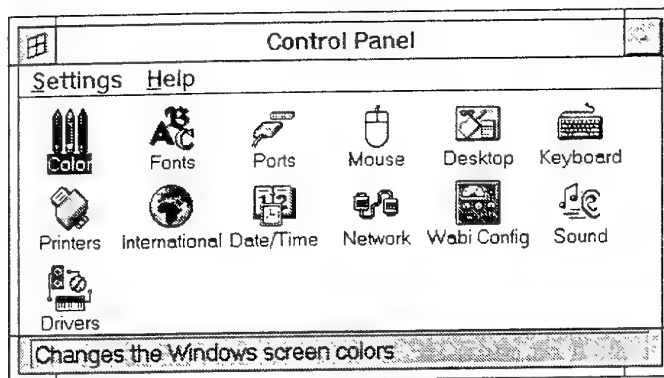 Control Panel
Settings Help
Color Fonts Ports Mouse Desktop Keyboard
Printers International Date/Time Network Wabi Config Sound
Drivers
Changes the Windows screen colors